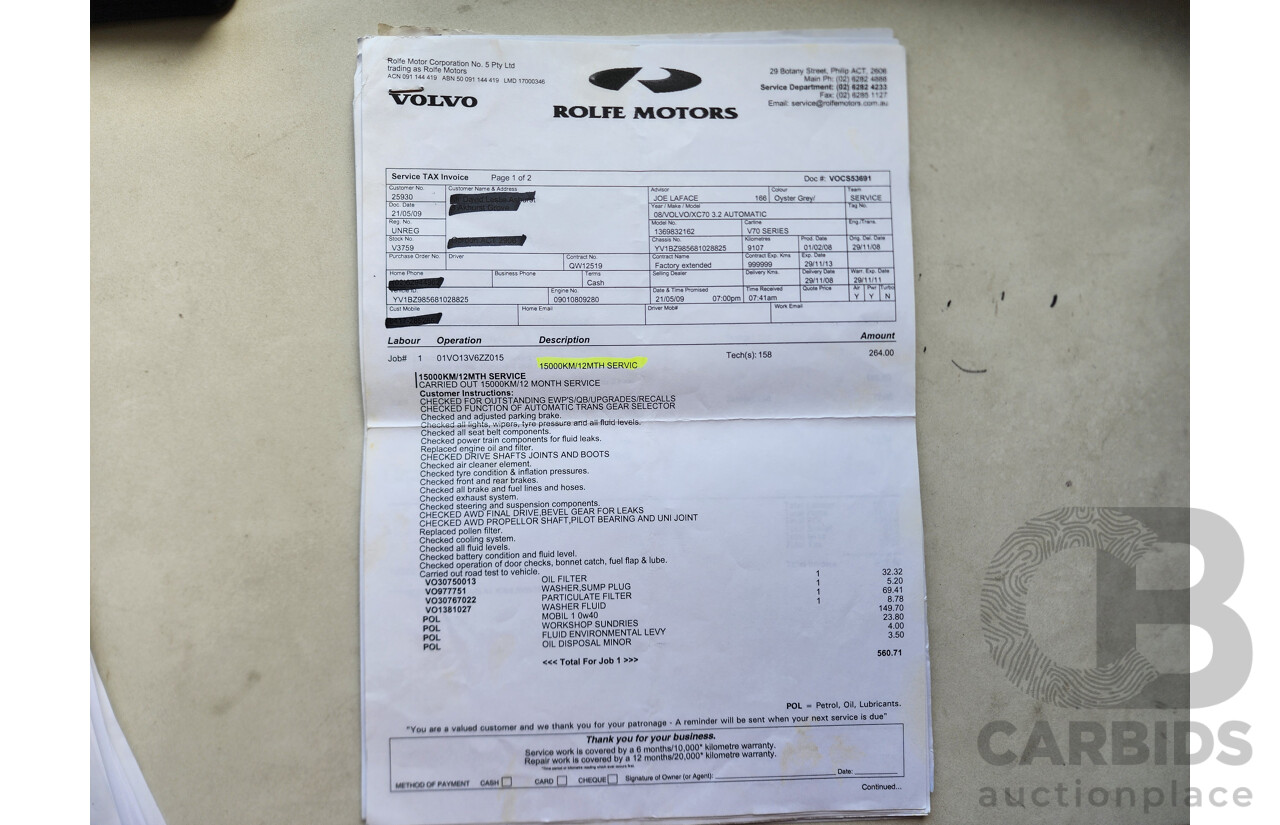 Rolfe Motor Corporation No. 5 Pty Ltd
trading as Rolfe Motors
ACN 091 144 419 ABN 50 091 144 419 LMD 17000346
VOLVO
ROLFE MOTORS
29 Botany Street, Philip ACT, 2606
Main Ph: (02) 6282 4888
Service Department: (02) 6282 4233
Fax: (02) 6285 1127
Email: service@rolfemotors.com.au
Service TAX Invoice Page 1 of 2 Doc #: VOCS53691
Customer No. Customer Name & Address Advisor Colour Team
25930 JOE LAFACE 166 Oyster Grey/ SERVICE
Doc. Date Year / Make / Model Tag No.
21/05/09 08/VOLVO/XC70 3.2 AUTOMATIC
Reg. No. Model No. Carline Eng./Trans.
UNREG 1369832162 V70 SERIES
Stock No. Chassis No. Kilometres Prod. Date Orig. Del. Date
V3759 YV1BZ985681028825 9107 01/02/08 29/11/08
Purchase Order No. Driver Contract No. Contract Name Contract Exp. Kms Exp. Date
QW12519 Factory extended 999999 29/11/13
Home Phone Business Phone Terms Selling Dealer Delivery Kms. Delivery Date Warr. Exp. Date
Cash 29/11/08 29/11/11
Vehicle ID. Engine No. Date & Time Promised Time Received Quote Price Air Pwr Turbo
YV1BZ985681028825 09010809280 21/05/09 07:00pm 07:41am Y Y N
Cust Mobile Home Email Driver Mob# Work Email
Labour Operation Description Amount
Job# 1 01VO13V6ZZ015 15000KM/12MTH SERVIC Tech(s): 158 264.00
15000KM/12MTH SERVICE
CARRIED OUT 15000KM/12 MONTH SERVICE
Customer Instructions:
CHECKED FOR OUTSTANDING EWP'S/QB/UPGRADES/RECALLS
CHECKED FUNCTION OF AUTOMATIC TRANS GEAR SELECTOR
Checked and adjusted parking brake.
Checked all lights, wipers, tyre pressure and all fluid levels.
Checked all seat belt components.
Checked power train components for fluid leaks.
Replaced engine oil and filter.
CHECKED DRIVE SHAFTS JOINTS AND BOOTS
Checked air cleaner element.
Checked tyre condition & inflation pressures.
Checked front and rear brakes.
Checked all brake and fuel lines and hoses.
Checked exhaust system.
Checked steering and suspension components.
CHECKED AWD FINAL DRIVE,BEVEL GEAR FOR LEAKS
CHECKED AWD PROPELLOR SHAFT,PILOT BEARING AND UNI JOINT
Replaced pollen filter.
Checked cooling system.
Checked all fluid levels.
Checked battery condition and fluid level.
Checked operation of door checks, bonnet catch, fuel flap & lube.
Carried out road test to vehicle.
VO30750013 OIL FILTER 1 32.32
VO977751 WASHER,SUMP PLUG 1 5.20
VO30767022 PARTICULATE FILTER 1 69.41
VO1381027 WASHER FLUID 1 8.78
POL MOBIL 1 0w40 149.70
POL WORKSHOP SUNDRIES 23.80
POL FLUID ENVIRONMENTAL LEVY 4.00
POL OIL DISPOSAL MINOR 3.50
<<< Total For Job 1 >>> 560.71
POL = Petrol, Oil, Lubricants.
"You are a valued customer and we thank you for your patronage - A reminder will be sent when your next service is due"
Thank you for your business.
Service work is covered by a 6 months/10,000* kilometre warranty.
Repair work is covered by a 12 months/20,000* kilometre warranty.
METHOD OF PAYMENT CASH CARD CHEQUE Signature of Owner (or Agent): Date:
Continued...
CB
CARBIDS
auctionplace